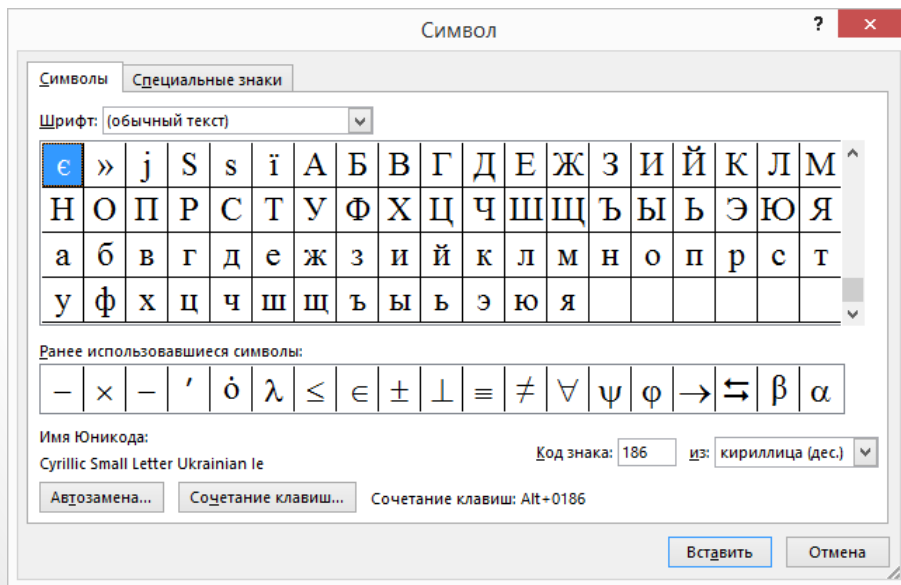 Символ
?
×
Символы
Специальные знаки
Шрифт: (обычный текст)
є » ј Ѕ ѕ ї А Б В Г Д Е Ж З И Й К Л М
Н О П Р С Т У Ф Х Ц Ч Ш Щ Ъ Ы Ь Э Ю Я
а б в г д е ж з и й к л м н о п р с т
у ф х ц ч ш щ ъ ы ь э ю я
Ранее использовавшиеся символы:
– × – ′ ȯ λ ≤ ∈ ± ⊥ ≡ ≠ ∀ ψ φ → ⇆ β α
Имя Юникода:
Cyrillic Small Letter Ukrainian Ie
Код знака: 186 из: кириллица (дес.)
Автозамена... Сочетание клавиш... Сочетание клавиш: Alt+0186
Вставить Отмена